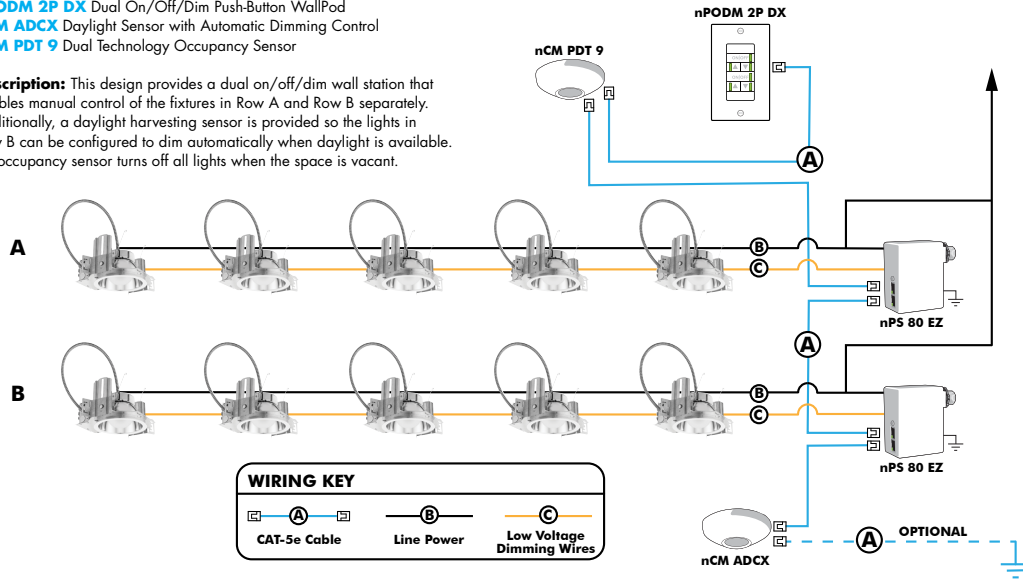 ODM 2P DX Dual On/Off/Dim Push-Button WallPod
M ADCX Daylight Sensor with Automatic Dimming Control
M PDT 9 Dual Technology Occupancy Sensor
scription: This design provides a dual on/off/dim wall station that
bles manual control of the fixtures in Row A and Row B separately.
ditionally, a daylight harvesting sensor is provided so the lights in
B can be configured to dim automatically when daylight is available.
occupancy sensor turns off all lights when the space is vacant.
nPODM 2P DX
nCM PDT 9
ON/OFF
ON/OFF
A
A
B
C
nPS 80 EZ
A
B
B
C
nPS 80 EZ
WIRING KEY
A
B
C
CAT-5e Cable
Line Power
Low Voltage
Dimming Wires
nCM ADCX
A
OPTIONAL